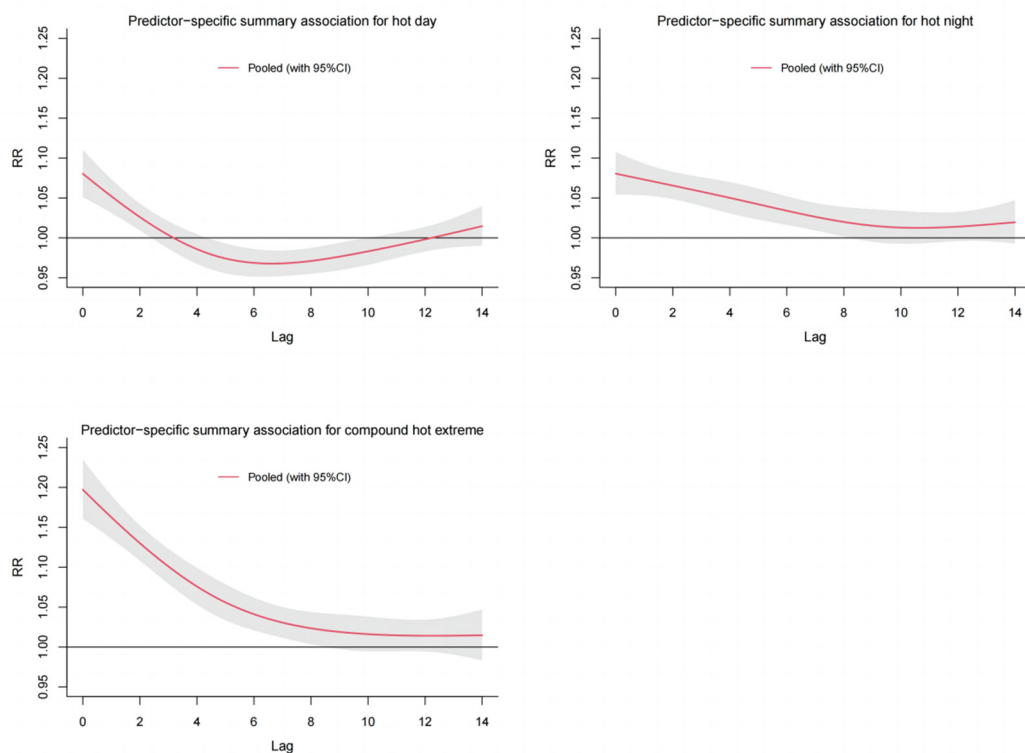 Predictor−specific summary association for hot day
Pooled (with 95%CI)
RR
1.25
1.20
1.15
1.10
1.05
1.00
0.95
0 2 4 6 8 10 12 14
Lag
Predictor−specific summary association for hot night
Pooled (with 95%CI)
RR
1.25
1.20
1.15
1.10
1.05
1.00
0.95
0 2 4 6 8 10 12 14
Lag
Predictor−specific summary association for compound hot extreme
Pooled (with 95%CI)
RR
1.25
1.20
1.15
1.10
1.05
1.00
0.95
0 2 4 6 8 10 12 14
Lag